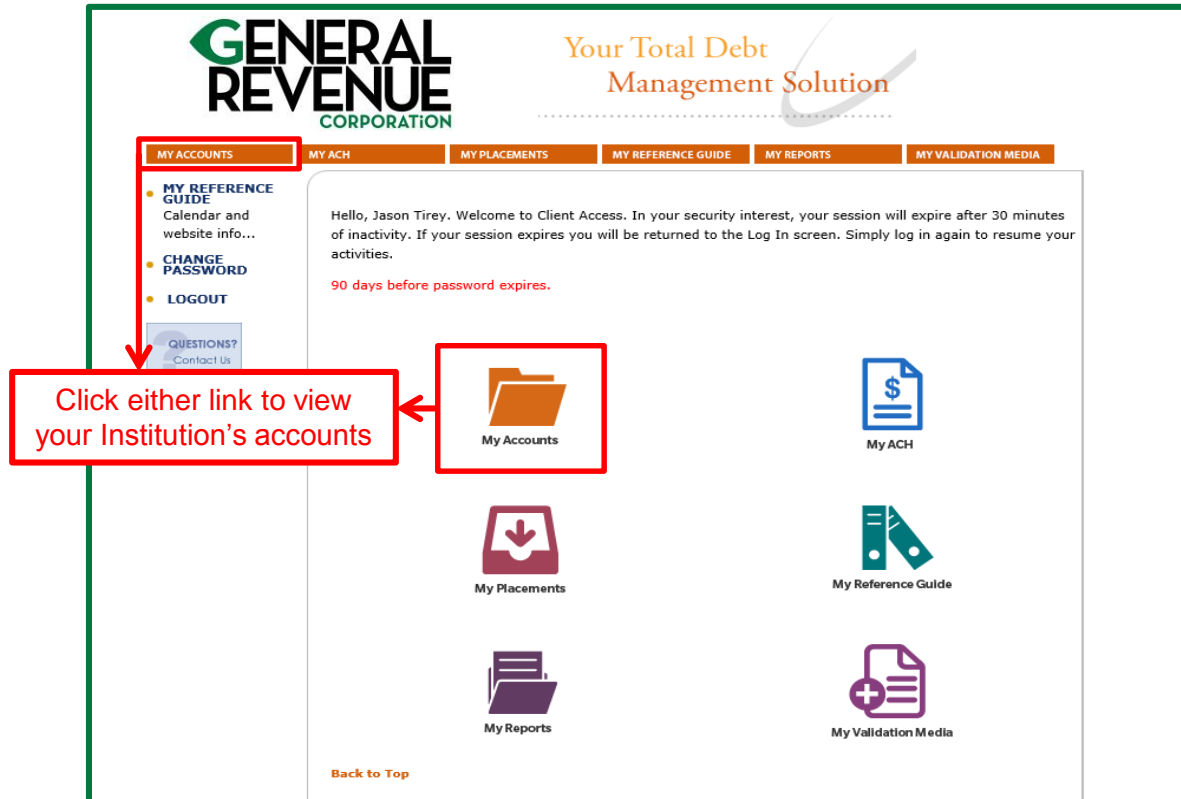 GENERAL
REVENUE
CORPORATiON
Your Total Debt
Management Solution
MY ACCOUNTS
MY ACH
MY PLACEMENTS
MY REFERENCE GUIDE
MY REPORTS
MY VALIDATION MEDIA
MY REFERENCE
GUIDE
Calendar and
website info...
CHANGE
PASSWORD
LOGOUT
?
QUESTIONS?
Contact Us
Hello, Jason Tirey. Welcome to Client Access. In your security interest, your session will expire after 30 minutes
of inactivity. If your session expires you will be returned to the Log In screen. Simply log in again to resume your
activities.
90 days before password expires.
Click either link to view
your Institution’s accounts
My Accounts
$
My ACH
My Placements
My Reference Guide
My Reports
My Validation Media
Back to Top